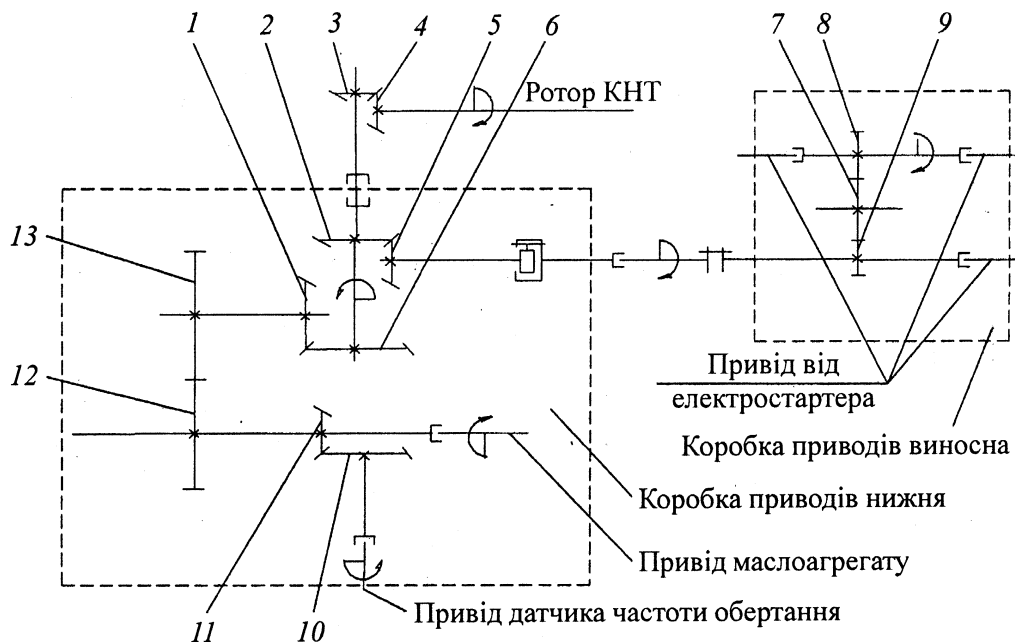 1 2 3 4 5 6 7 8 9
Ротор КНТ
13
12
Привід від
електростартера
Коробка приводів виносна
Коробка приводів нижня
Привід маслоагрегату
Привід датчика частоти обертання
11 10